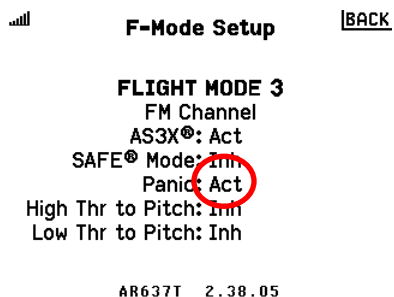 F-Mode Setup
BACK
FLIGHT MODE 3
FM Channel
AS3X®: Act
SAFE® Mode: Inh
Panic: Act
High Thr to Pitch: Inh
Low Thr to Pitch: Inh
AR637T 2.38.05